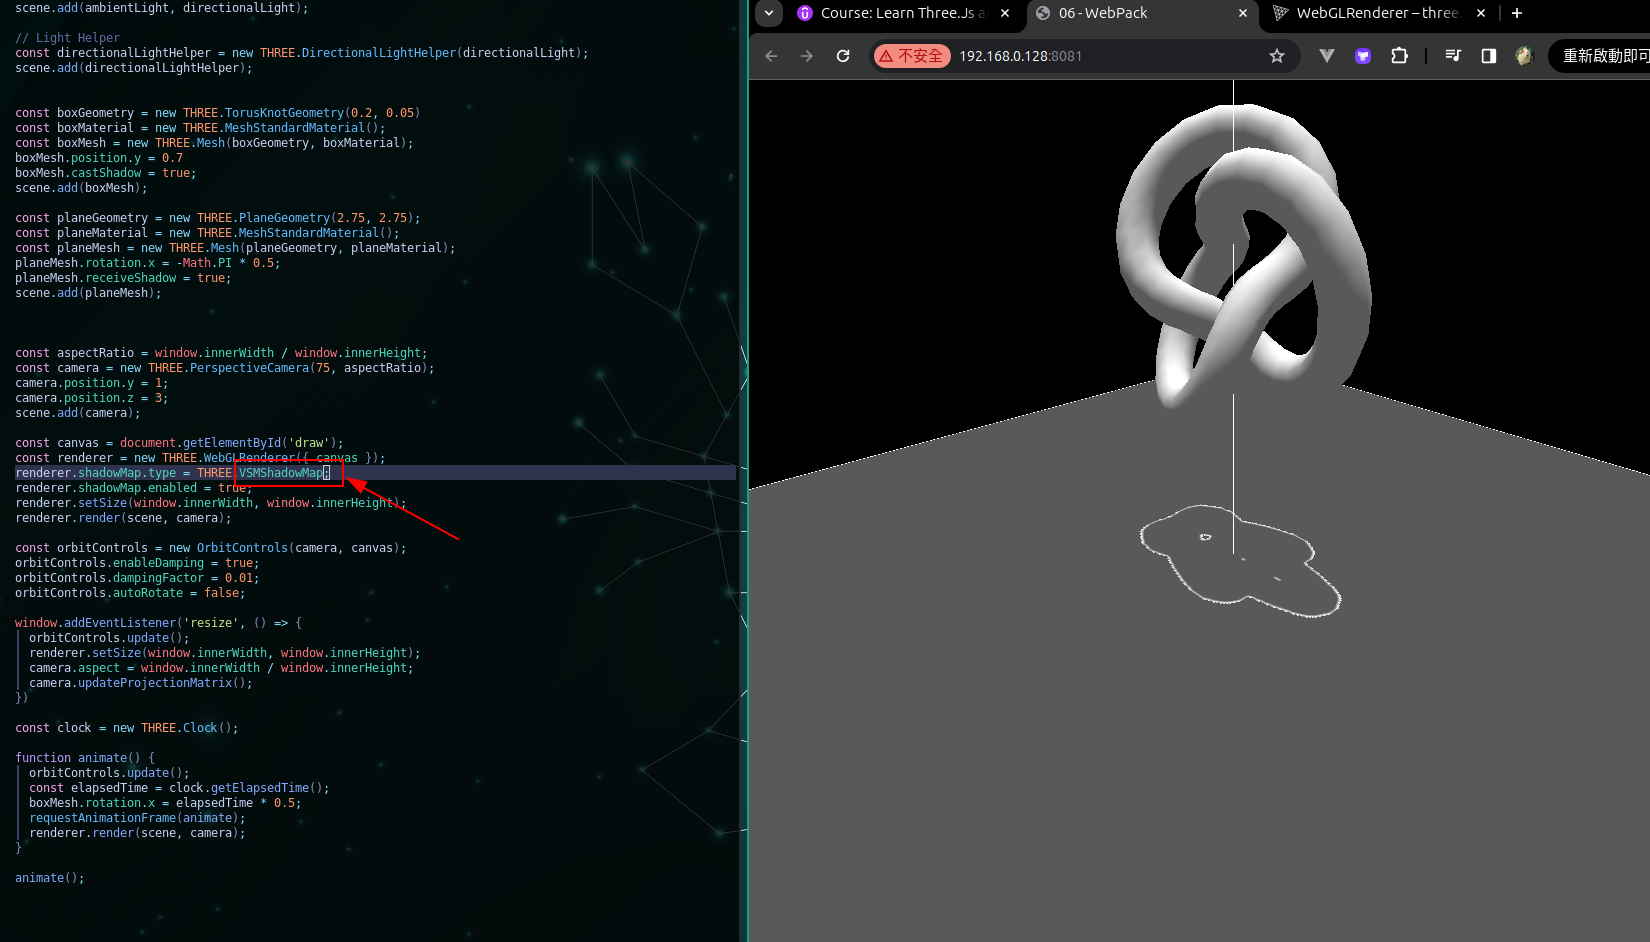 scene.add(ambientLight, directionalLight);
// Light Helper
const directionalLightHelper = new THREE.DirectionalLightHelper(directionalLight);
scene.add(directionalLightHelper);
const boxGeometry = new THREE.TorusKnotGeometry(0.2, 0.05)
const boxMaterial = new THREE.MeshStandardMaterial();
const boxMesh = new THREE.Mesh(boxGeometry, boxMaterial);
boxMesh.position.y = 0.7
boxMesh.castShadow = true;
scene.add(boxMesh);
const planeGeometry = new THREE.PlaneGeometry(2.75, 2.75);
const planeMaterial = new THREE.MeshStandardMaterial();
const planeMesh = new THREE.Mesh(planeGeometry, planeMaterial);
planeMesh.rotation.x = -Math.PI * 0.5;
planeMesh.receiveShadow = true;
scene.add(planeMesh);
const aspectRatio = window.innerWidth / window.innerHeight;
const camera = new THREE.PerspectiveCamera(75, aspectRatio);
camera.position.y = 1;
camera.position.z = 3;
scene.add(camera);
const canvas = document.getElementById('draw');
const renderer = new THREE.WebGLRenderer({ canvas });
renderer.shadowMap.type = THREE.VSMShadowMap;
renderer.shadowMap.enabled = true;
renderer.setSize(window.innerWidth, window.innerHeight);
renderer.render(scene, camera);
const orbitControls = new OrbitControls(camera, canvas);
orbitControls.enableDamping = true;
orbitControls.dampingFactor = 0.01;
orbitControls.autoRotate = false;
window.addEventListener('resize', () => {
orbitControls.update();
renderer.setSize(window.innerWidth, window.innerHeight);
camera.aspect = window.innerWidth / window.innerHeight;
camera.updateProjectionMatrix();
})
const clock = new THREE.Clock();
function animate() {
orbitControls.update();
const elapsedTime = clock.getElapsedTime();
boxMesh.rotation.x = elapsedTime * 0.5;
requestAnimationFrame(animate);
renderer.render(scene, camera);
}
animate();
Course: Learn Three.Js a
06 - WebPack
WebGLRenderer – three.
不安全 192.168.0.128:8081
重新啟動即可